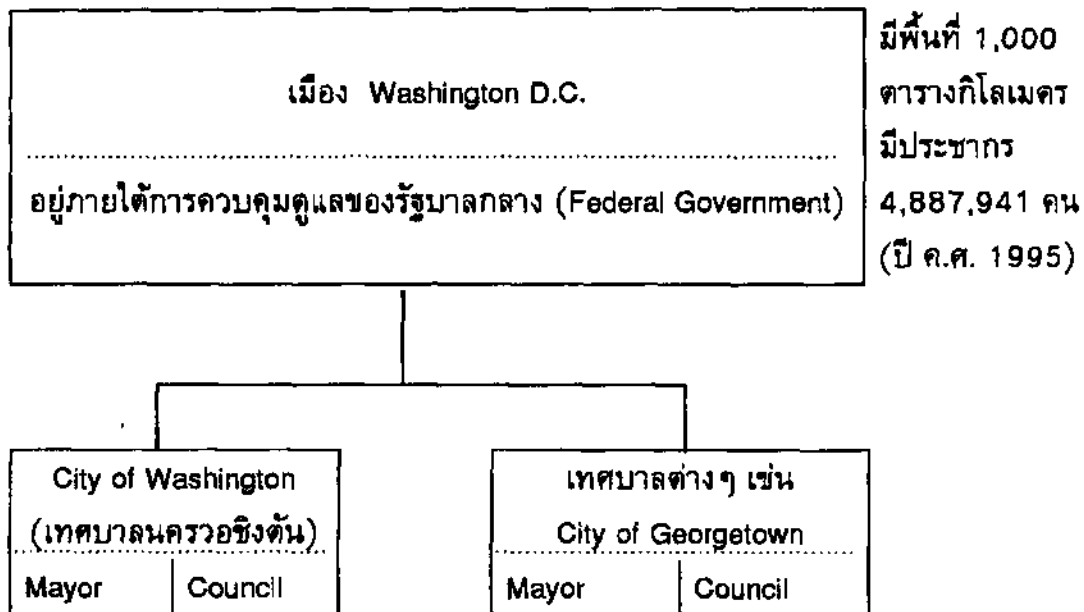 เมือง Washington D.C.
อยู่ภายใต้การควบคุมดูแลของรัฐบาลกลาง (Federal Government)
มีพื้นที่ 1,000
ตารางกิโลเมตร
มีประชากร
4,887,941 คน
(ปี ค.ศ. 1995)
City of Washington
(เทศบาลนครวอชิงตัน)
Mayor Council
เทศบาลต่างๆ เช่น
City of Georgetown
Mayor Council